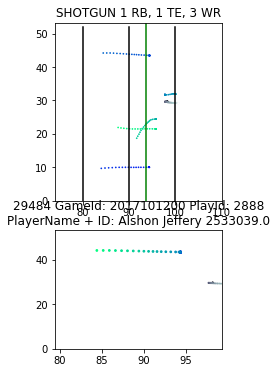 SHOTGUN 1 RB, 1 TE, 3 WR
50
40
30
20
10
0
80 90 100 110
29484 GameId: 2017101200 PlayId: 2888
PlayerName + ID: Alshon Jeffery 2533039.0
40
20
0
80 85 90 95